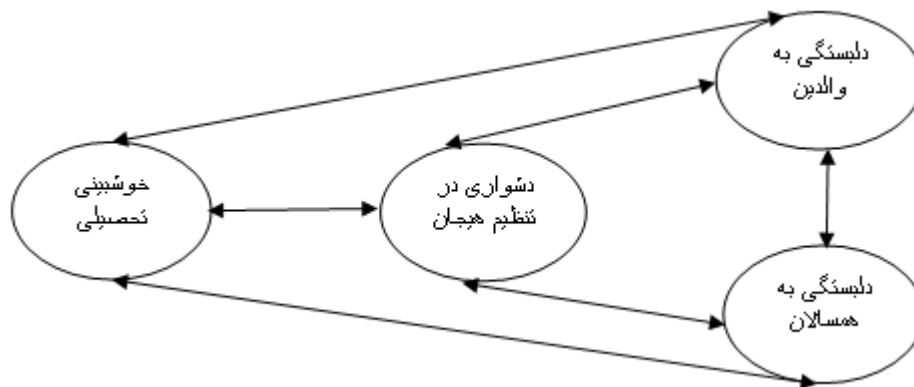 دلبستگی به
والدین
خوشبینی
تحصیلی
دشواری در
تنظیم هیجان
دلبستگی به
همسالان